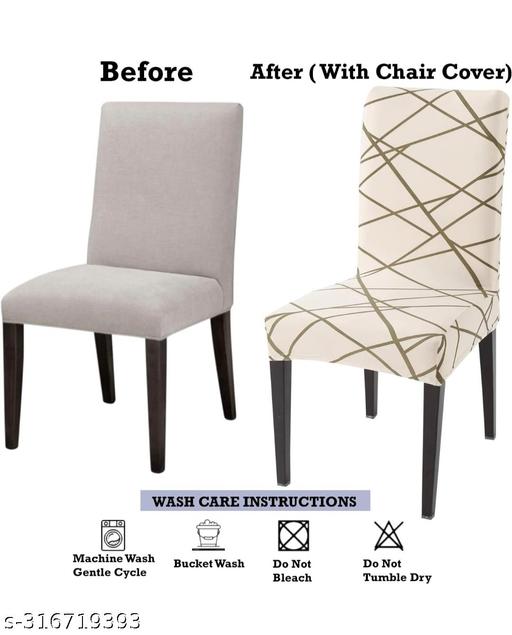 Before
After ( With Chair Cover)
WASH CARE INSTRUCTIONS
Machine Wash
Gentle Cycle
Bucket Wash
Do Not
Bleach
Do Not
Tumble Dry
s-316719393